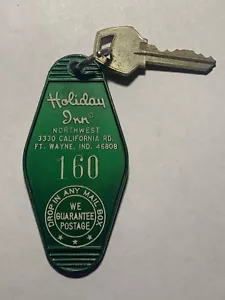 Holiday
Inn®
NORTHWEST
3330 CALIFORNIA RD.
FT. WAYNE, IND. 46808
160
DROP IN ANY MAIL BOX
WE
GUARANTEE
POSTAGE